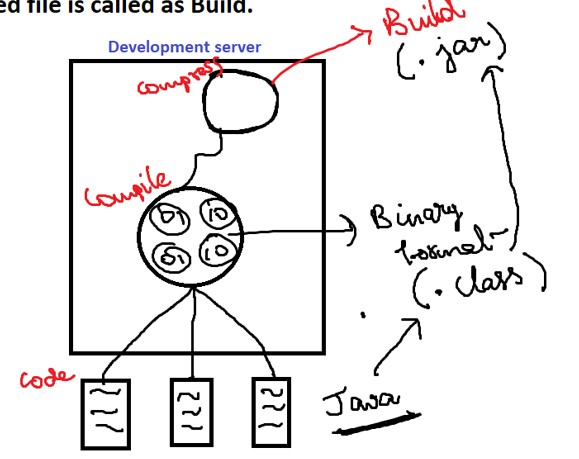 ed file is called as Build.
Build
(.jar)
Development server
compress
Compile
01 10
01 10
Binary
format
(.class)
code
Java